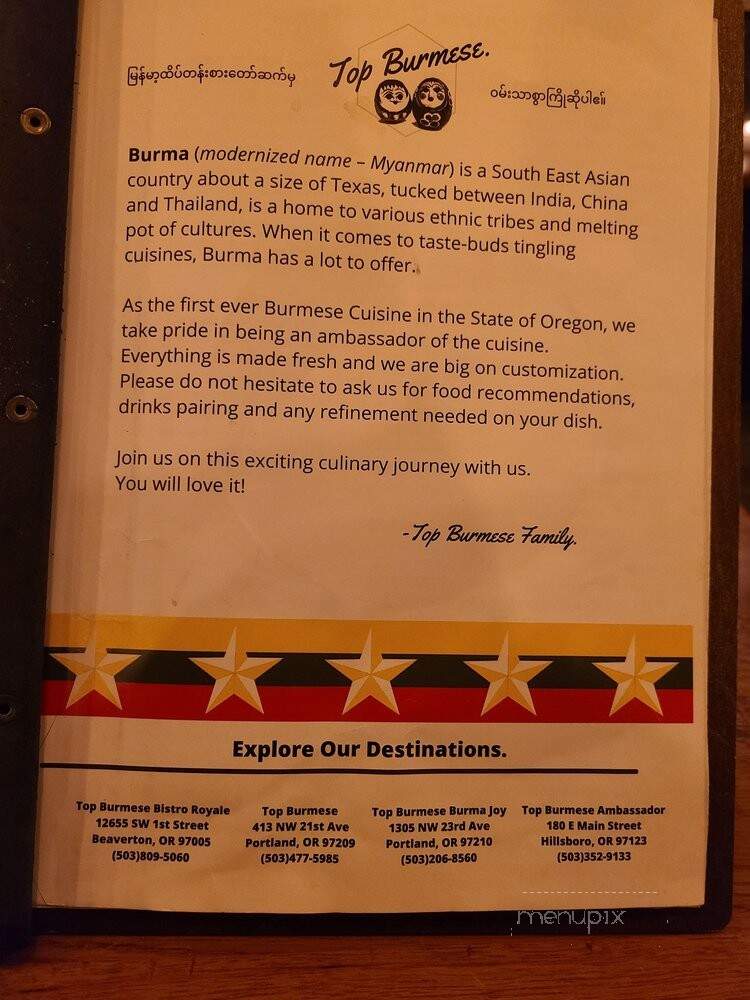 Top Burmese.
မြန်မာ့ထိပ်တန်းစားတော်ဆက်မှ
ဝမ်းသာစွာကြိုဆိုပါ၏။
Burma (modernized name – Myanmar) is a South East Asian
country about a size of Texas, tucked between India, China
and Thailand, is a home to various ethnic tribes and melting
pot of cultures. When it comes to taste-buds tingling
cuisines, Burma has a lot to offer.
As the first ever Burmese Cuisine in the State of Oregon, we
take pride in being an ambassador of the cuisine.
Everything is made fresh and we are big on customization.
Please do not hesitate to ask us for food recommendations,
drinks pairing and any refinement needed on your dish.
Join us on this exciting culinary journey with us.
You will love it!
-Top Burmese Family.
Explore Our Destinations.
Top Burmese Bistro Royale
12655 SW 1st Street
Beaverton, OR 97005
(503)809-5060
Top Burmese
413 NW 21st Ave
Portland, OR 97209
(503)477-5985
Top Burmese Burma Joy
1305 NW 23rd Ave
Portland, OR 97210
(503)206-8560
Top Burmese Ambassador
180 E Main Street
Hillsboro, OR 97123
(503)352-9133
menupix